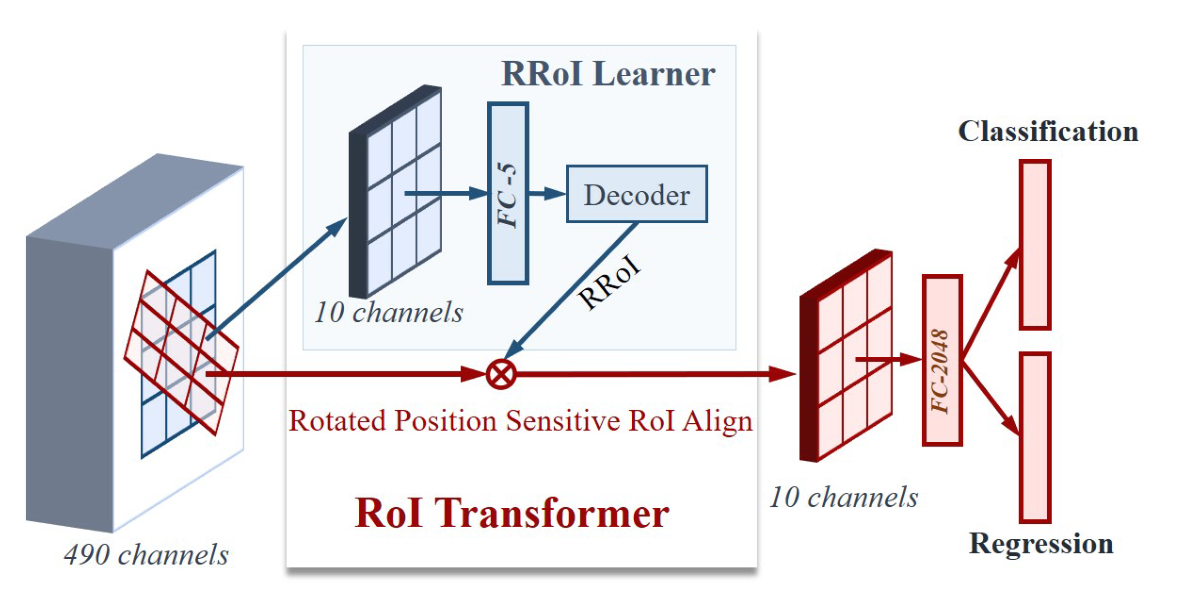 RRoI Learner
Classification
FC -5
Decoder
RRoI
10 channels
FC-2048
Rotated Position Sensitive RoI Align
RoI Transformer
10 channels
490 channels
Regression